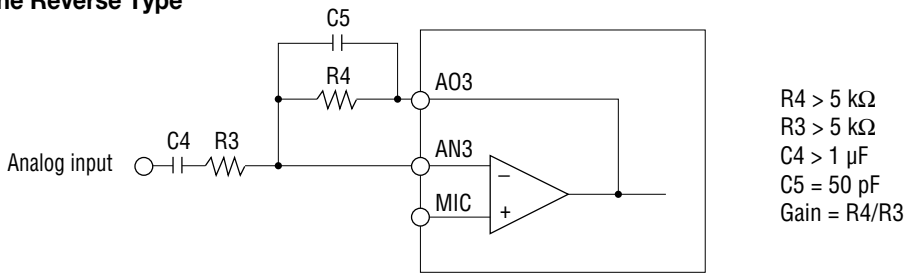 Reverse Type
C5
R4
AO3
C4 R3
Analog input
AN3
MIC
–
+
R4 > 5 kΩ
R3 > 5 kΩ
C4 > 1 µF
C5 = 50 pF
Gain = R4/R3